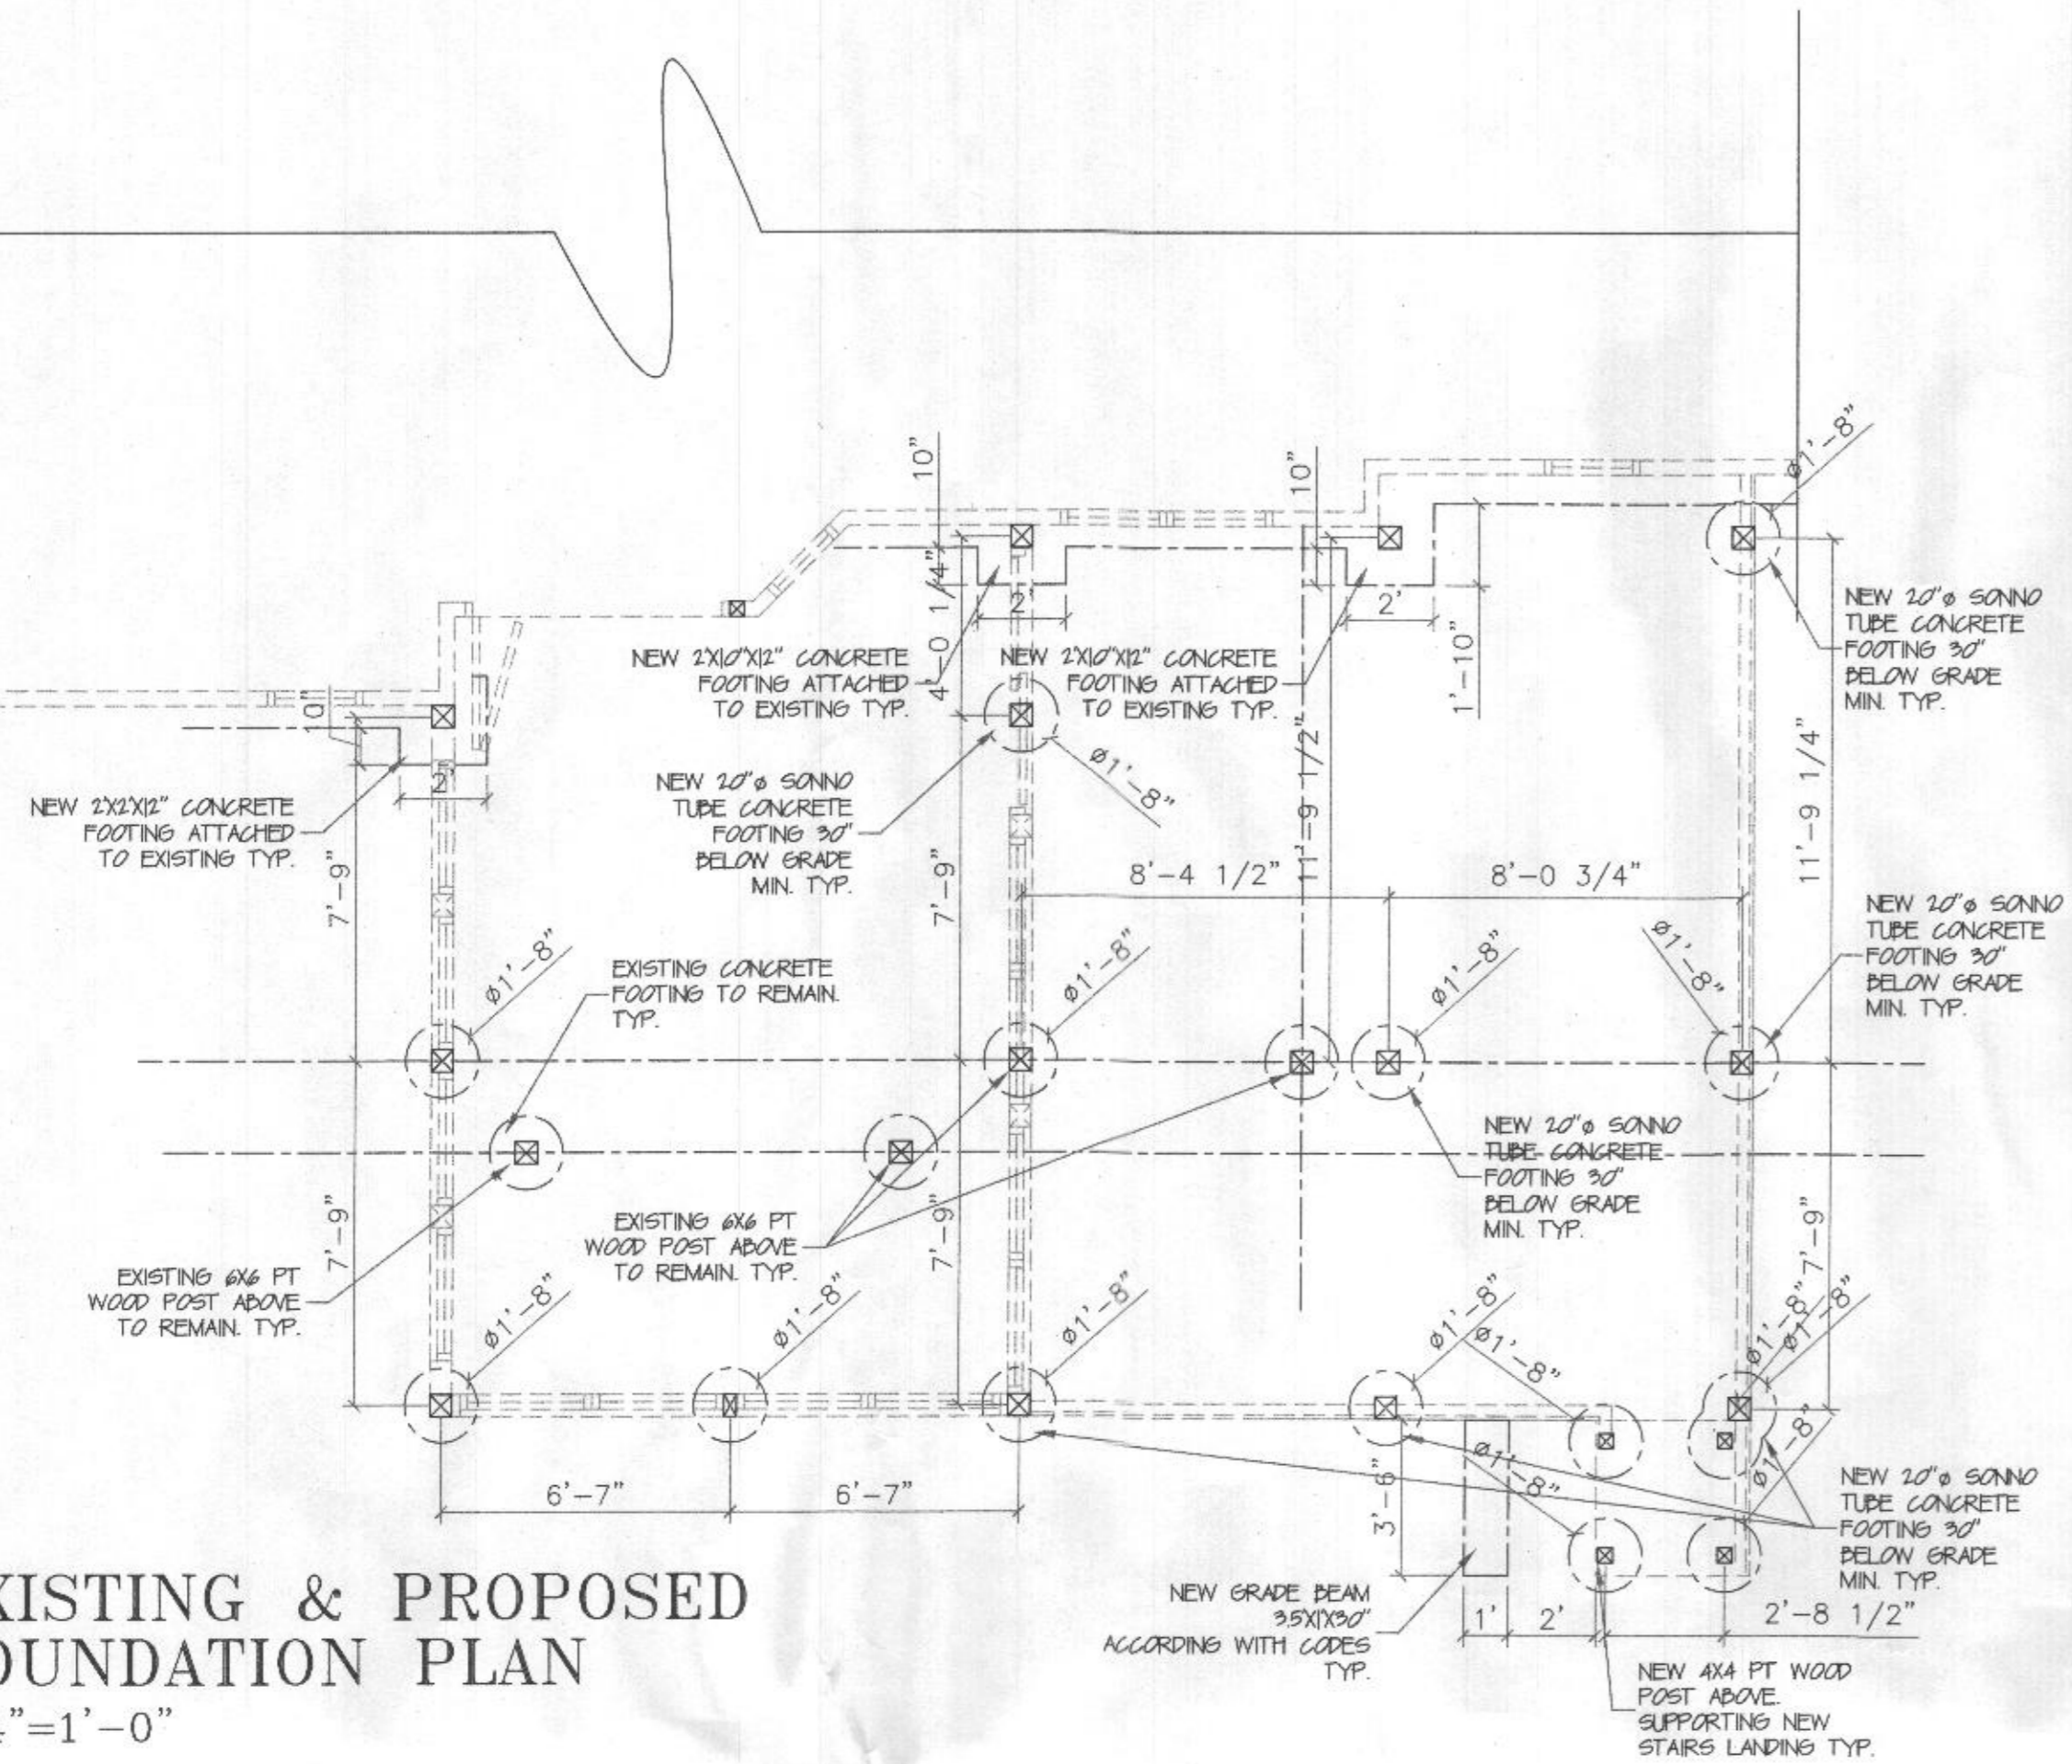 ø1'-8"
10"
10"
4'-0 1/4"
2'
2'
1'-10"
NEW 20"ø SONNO
TUBE CONCRETE
FOOTING 30"
BELOW GRADE
MIN. TYP.
NEW 2'X10"X12" CONCRETE
FOOTING ATTACHED
TO EXISTING TYP.
NEW 2'X10"X12" CONCRETE
FOOTING ATTACHED
TO EXISTING TYP.
10"
2'
NEW 2'X2'X12" CONCRETE
FOOTING ATTACHED
TO EXISTING TYP.
NEW 20"ø SONNO
TUBE CONCRETE
FOOTING 30"
BELOW GRADE
MIN. TYP.
ø1'-8"
11'-9 1/2"
11'-9 1/4"
7'-9"
7'-9"
8'-4 1/2"
8'-0 3/4"
NEW 20"ø SONNO
TUBE CONCRETE
FOOTING 30"
BELOW GRADE
MIN. TYP.
ø1'-8"
ø1'-8"
ø1'-8"
ø1'-8"
EXISTING CONCRETE
FOOTING TO REMAIN.
TYP.
NEW 20"ø SONNO
TUBE CONCRETE
FOOTING 30"
BELOW GRADE
MIN. TYP.
7'-9"
7'-9"
7'-9"
EXISTING 6X6 PT
WOOD POST ABOVE
TO REMAIN. TYP.
EXISTING 6X6 PT
WOOD POST ABOVE
TO REMAIN. TYP.
ø1'-8"
ø1'-8"
ø1'-8"
ø1'-8"
ø1'-8"
ø1'-8"
ø1'-8"
ø1'-8"
ø1'-8"
6'-7"
6'-7"
3'-6"
NEW 20"ø SONNO
TUBE CONCRETE
FOOTING 30"
BELOW GRADE
MIN. TYP.
NEW GRADE BEAM
3.5'X1'X30"
ACCORDING WITH CODES
TYP.
1'
2'
2'-8 1/2"
NEW 4X4 PT WOOD
POST ABOVE.
SUPPORTING NEW
STAIRS LANDING TYP.
XISTING & PROPOSED
OUNDATION PLAN
"=1'-0"